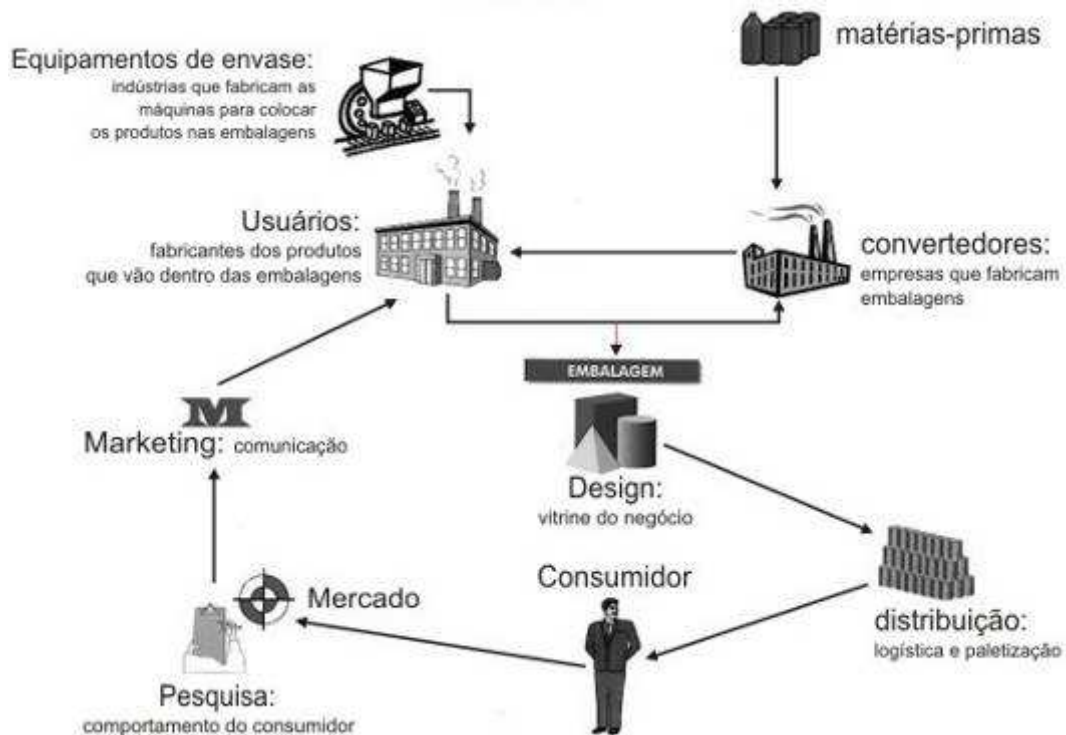 matérias-primas
Equipamentos de envase:
indústrias que fabricam as
máquinas para colocar
os produtos nas embalagens
Usuários:
fabricantes dos produtos
que vão dentro das embalagens
convertedores:
empresas que fabricam
embalagens
EMBALAGEM
M
Marketing: comunicação
Design:
vitrine do negócio
distribuição:
logística e paletização
Consumidor
Mercado
Pesquisa:
comportamento do consumidor